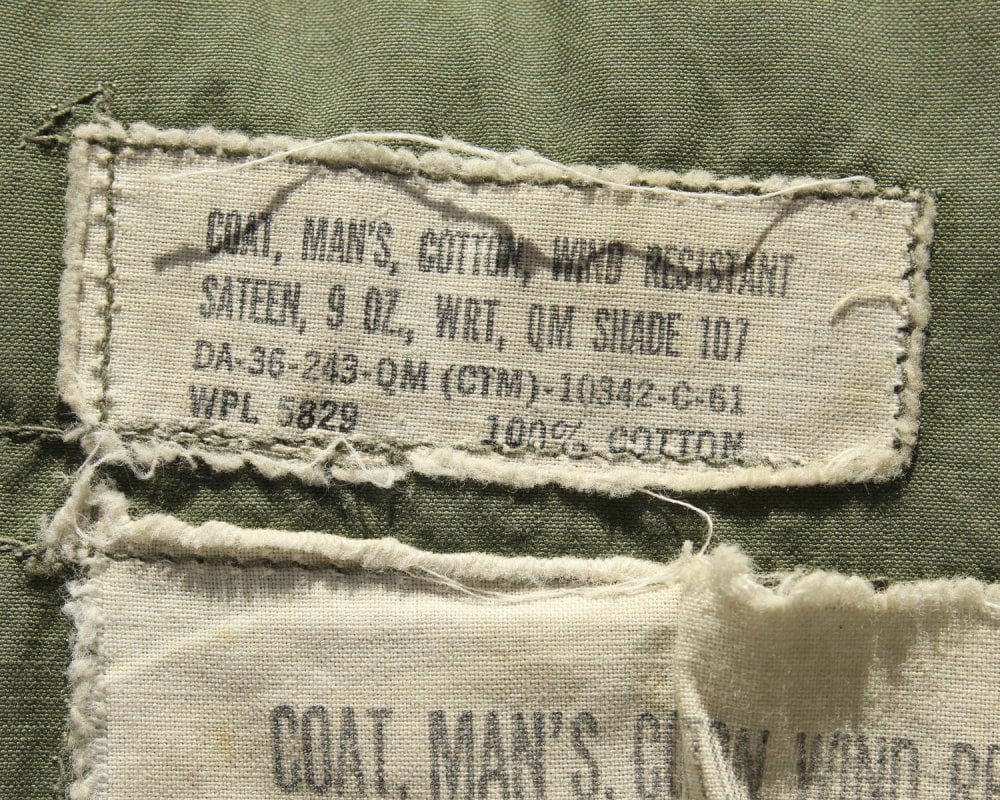 COAT, MAN'S, COTTON, WIND RESISTANT
SATEEN, 9 OZ., WRT, QM SHADE 107
DA-36-243-QM (CTM)-10342-C-61
WPL 5829 100% COTTON
COAT, MAN'S, WIND